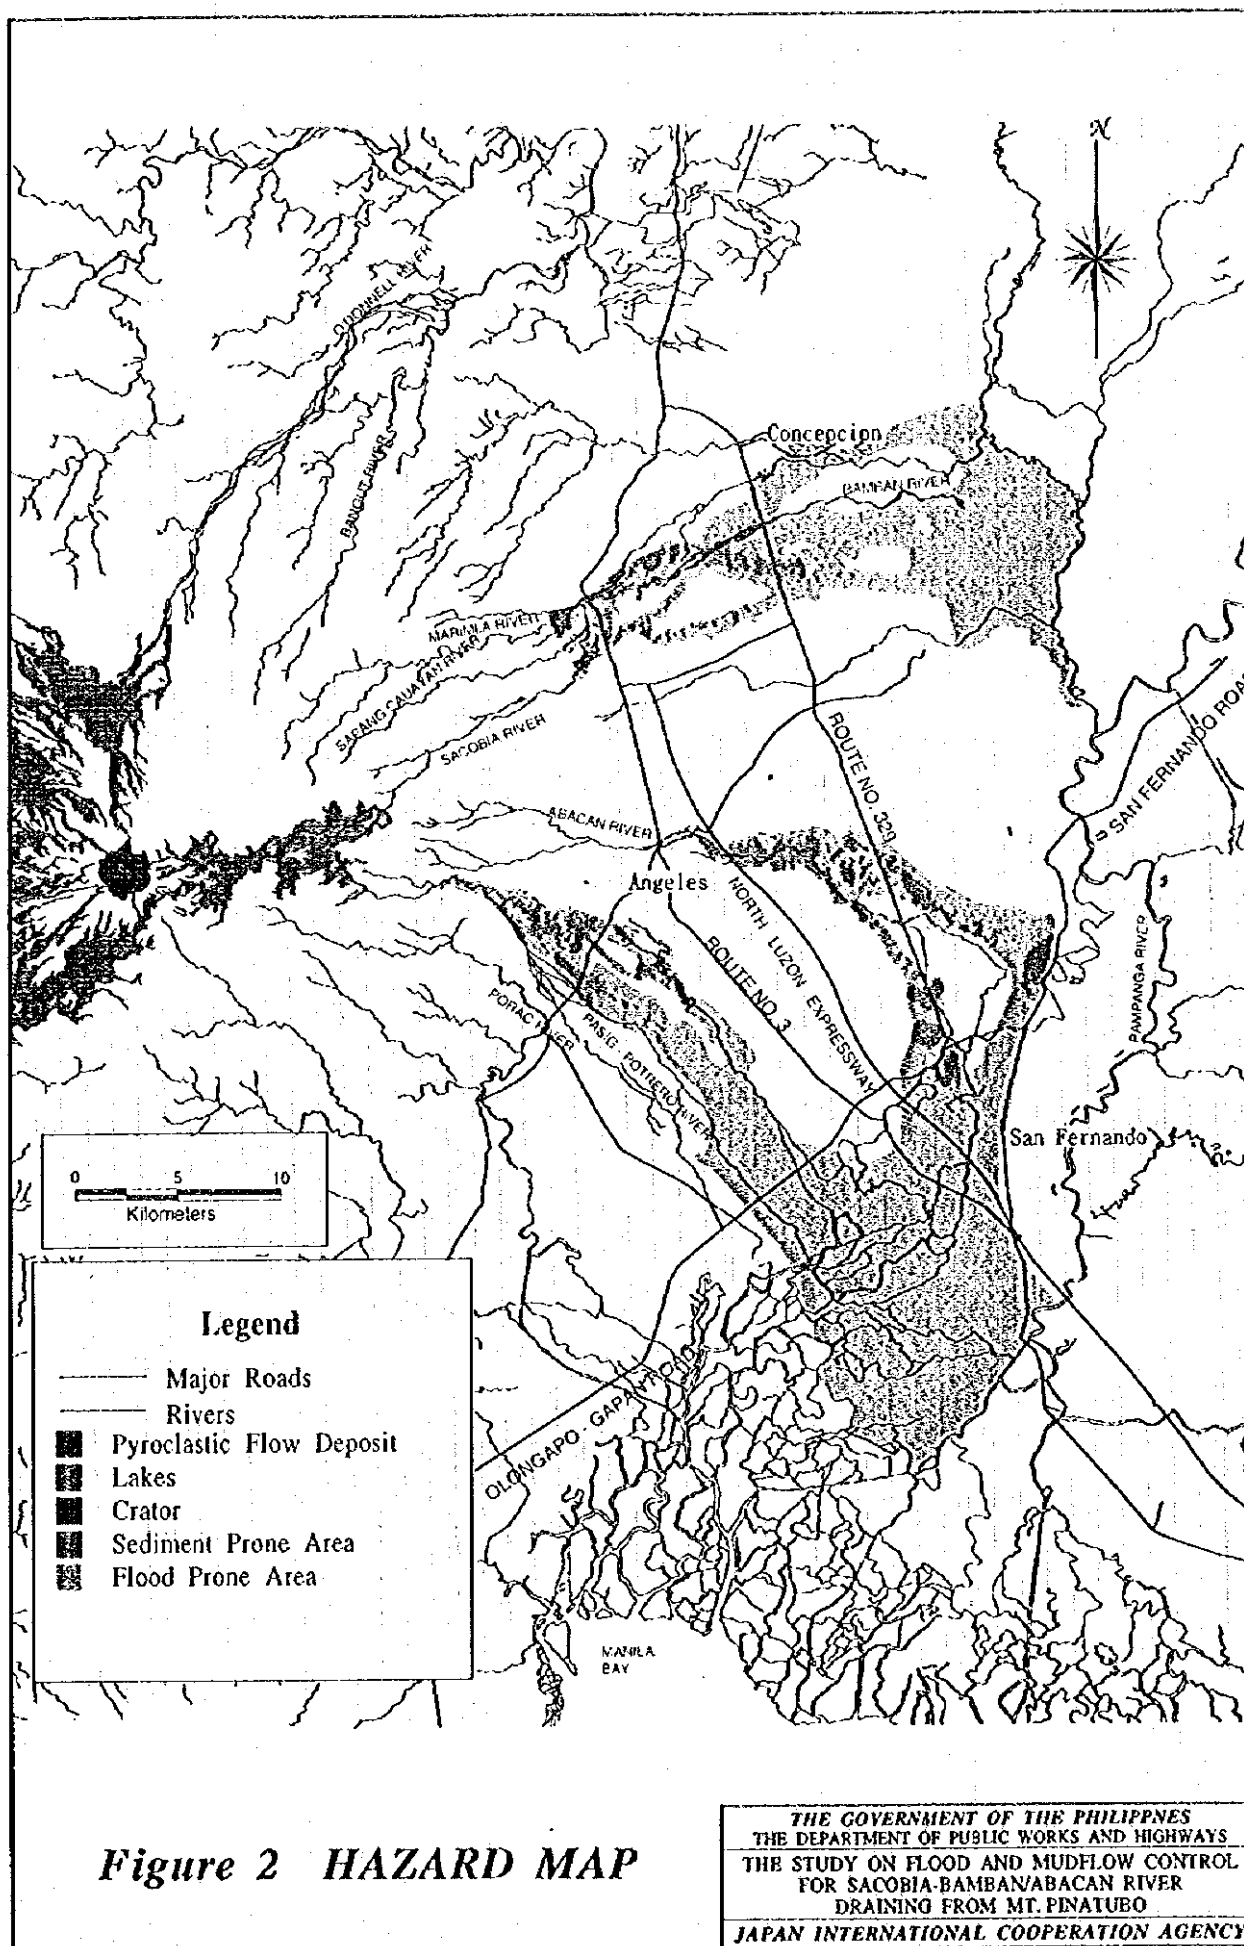 N
O'DONNELL RIVER
Concepcion
BANGUT RIVER
BAMBAN RIVER
MARIMLA RIVER
SAPANG CAUAYAN RIVER
SACOBIA RIVER
ROUTE NO. 329
SAN FERNANDO ROAD
ABACAN RIVER
Angeles
NORTH LUZON EXPRESSWAY
ROUTE NO. 3
PORAC RIVER
PASIG POTRERO RIVER
PAMPANGA RIVER
San Fernando
0 5 10
Kilometers
Legend
Major Roads
Rivers
Pyroclastic Flow Deposit
Lakes
Crator
Sediment Prone Area
Flood Prone Area
OLONGAPO - GAPAN ROAD
MANILA
BAY
Figure 2 HAZARD MAP
THE GOVERNMENT OF THE PHILIPPNES
THE DEPARTMENT OF PUBLIC WORKS AND HIGHWAYS
THE STUDY ON FLOOD AND MUDFLOW CONTROL
FOR SACOBIA-BAMBAN/ABACAN RIVER
DRAINING FROM MT. PINATUBO
JAPAN INTERNATIONAL COOPERATION AGENCY